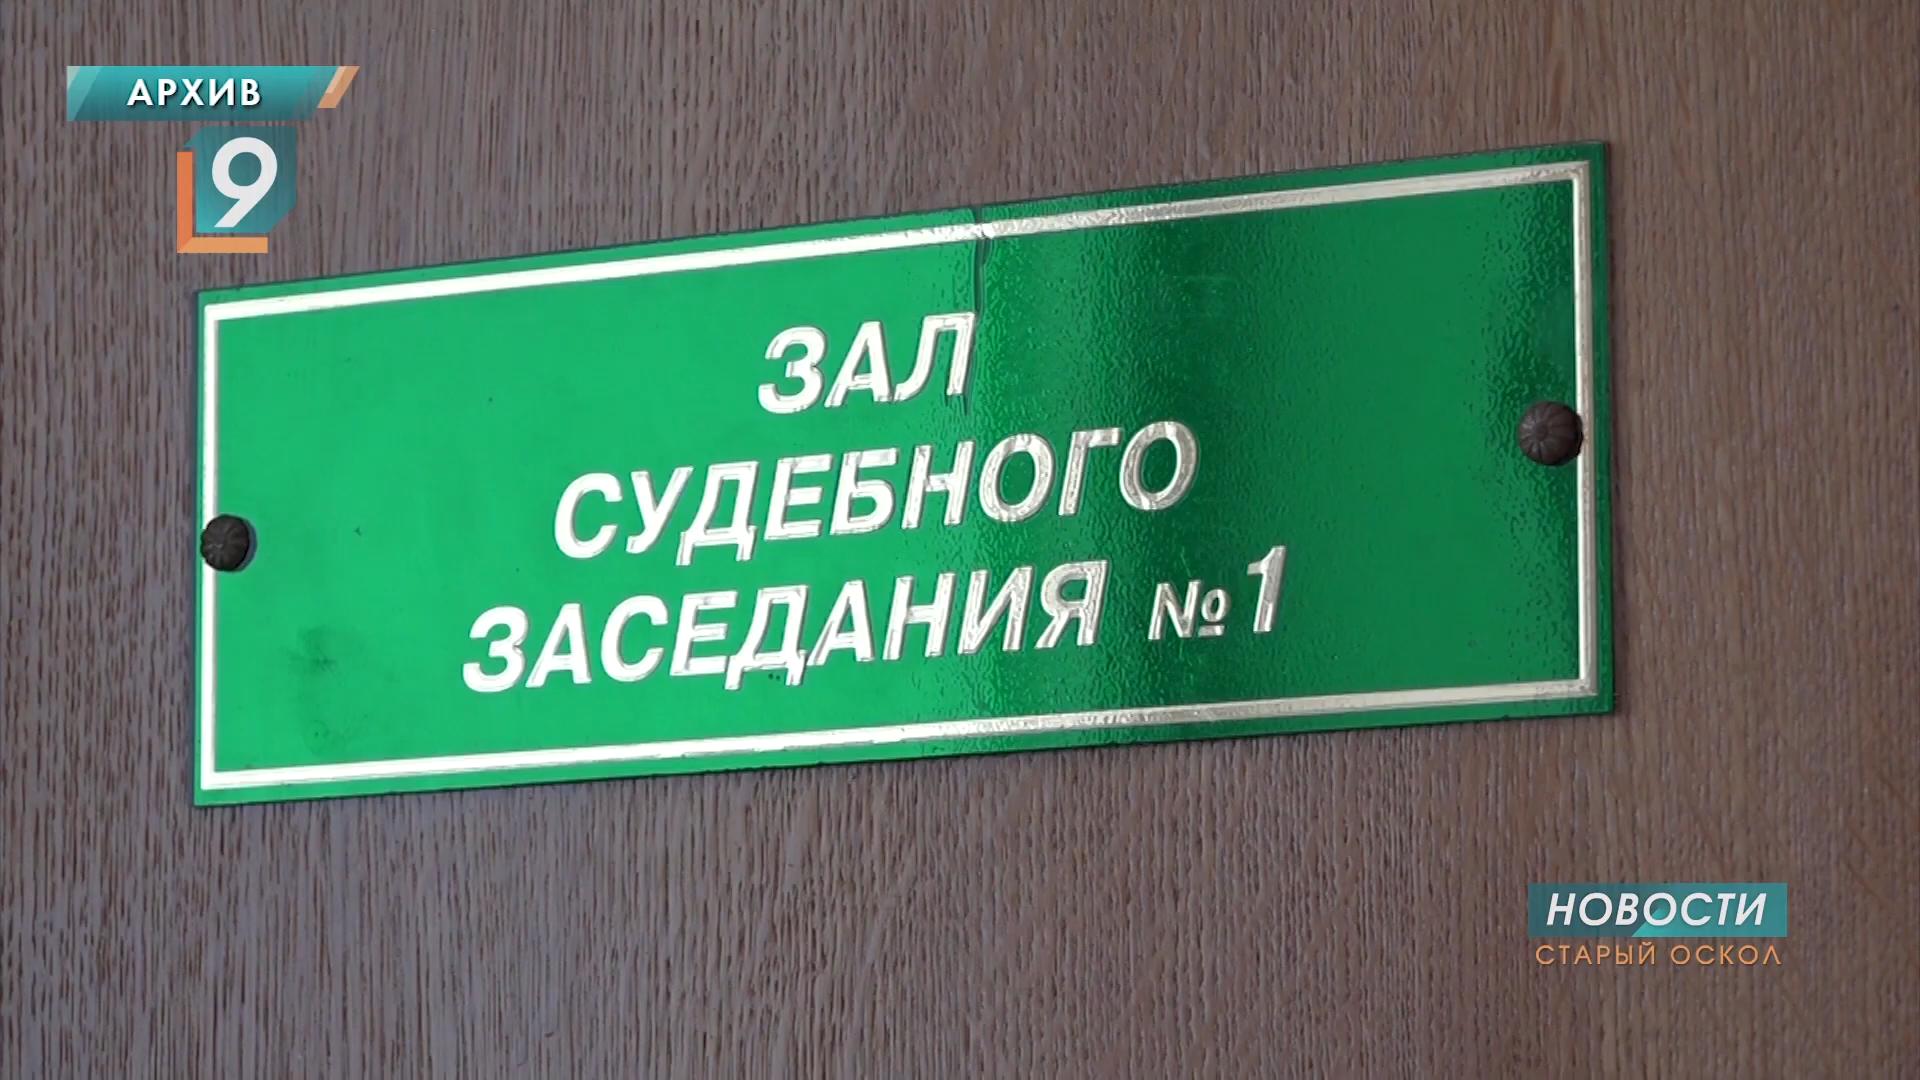 АРХИВ
9
ЗАЛ
СУДЕБНОГО
ЗАСЕДАНИЯ №1
НОВОСТИ
СТАРЫЙ ОСКОЛ